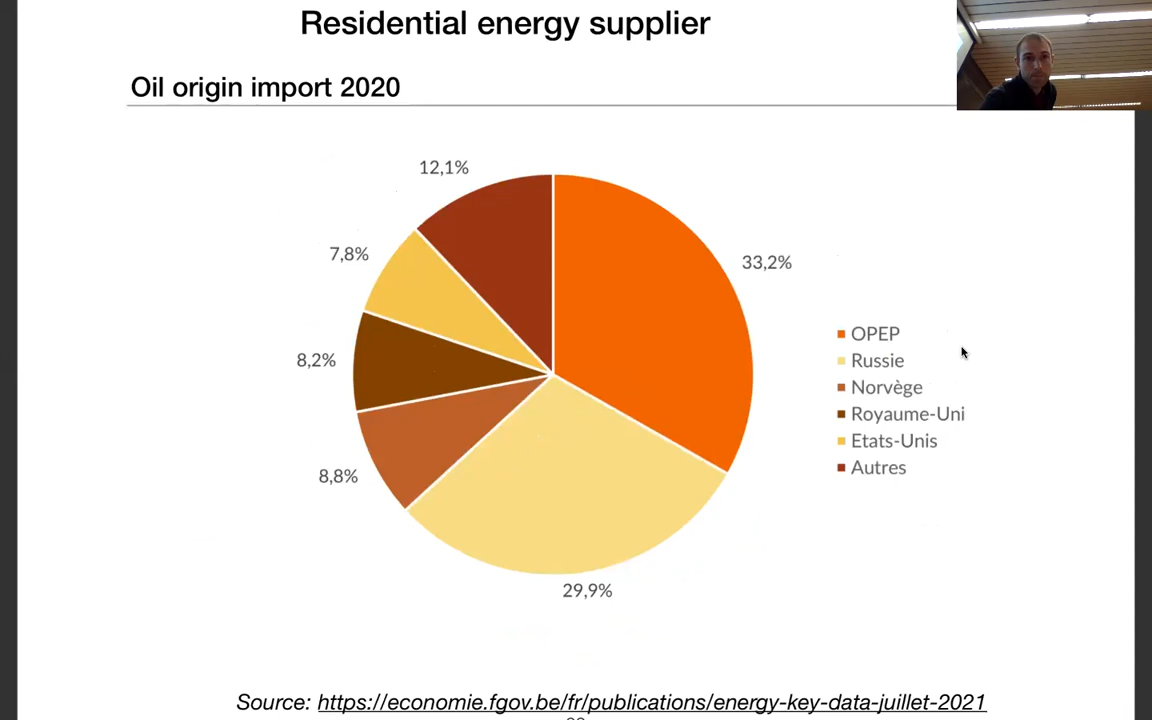 Residential energy supplier
Oil origin import 2020
12,1%
7,8%
33,2%
8,2%
8,8%
29,9%
OPEP
Russie
Norvège
Royaume-Uni
Etats-Unis
Autres
Source: https://economie.fgov.be/fr/publications/energy-key-data-juillet-2021